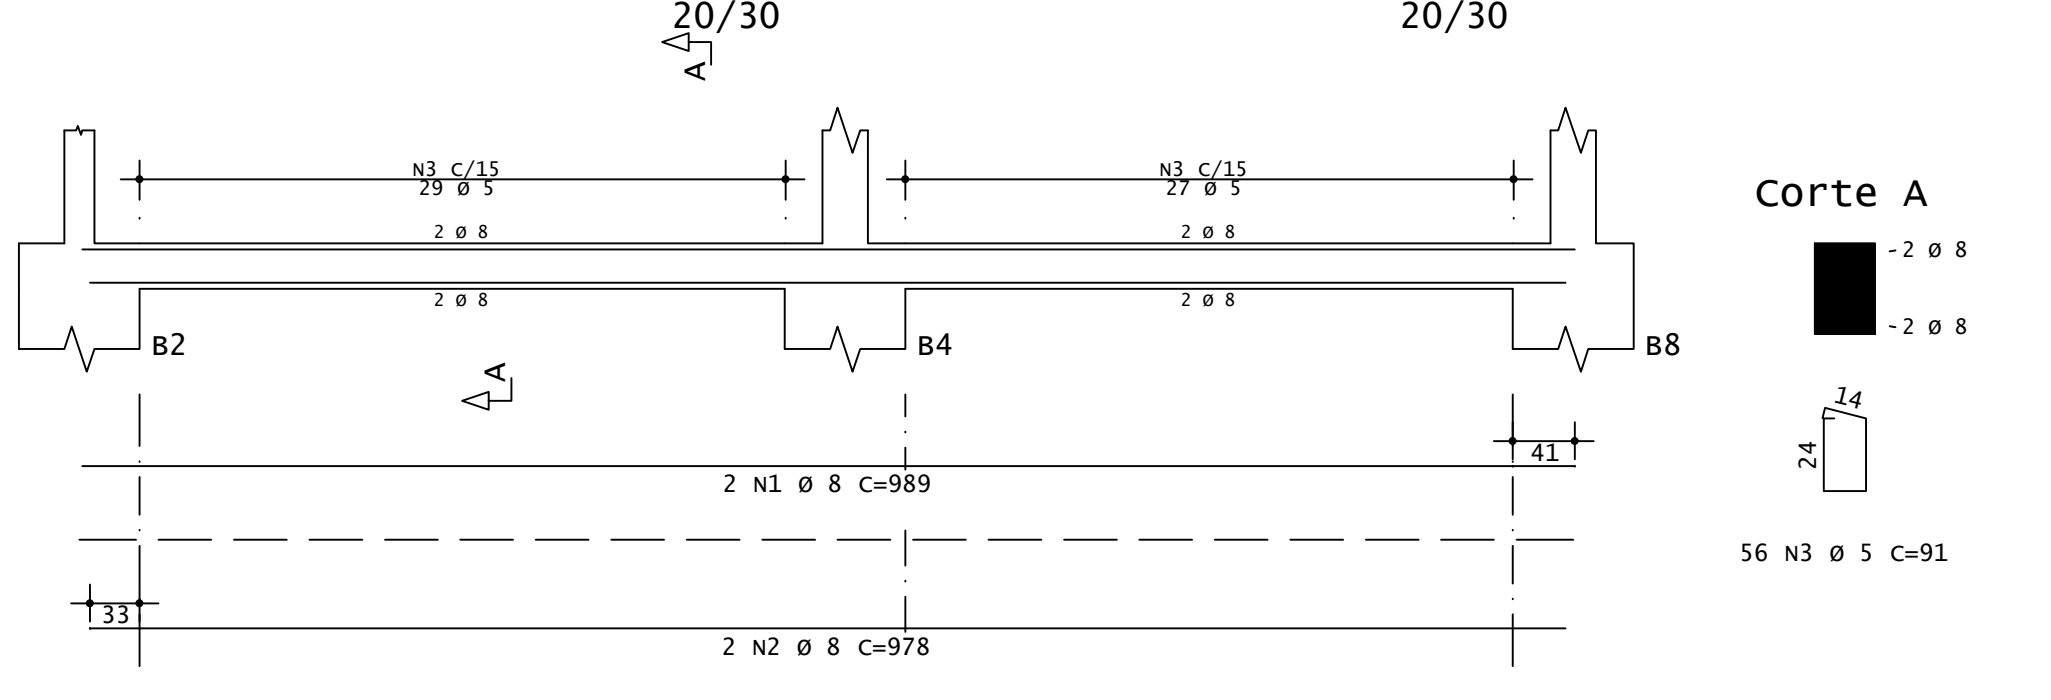 20/30
20/30
A
N3 C/15
29 Ø 5
N3 C/15
27 Ø 5
Corte A
2 Ø 8
2 Ø 8
-2 Ø 8
2 Ø 8
2 Ø 8
-2 Ø 8
B2
B4
B8
A
14
24
41
2 N1 Ø 8 C=989
56 N3 Ø 5 C=91
33
2 N2 Ø 8 C=978